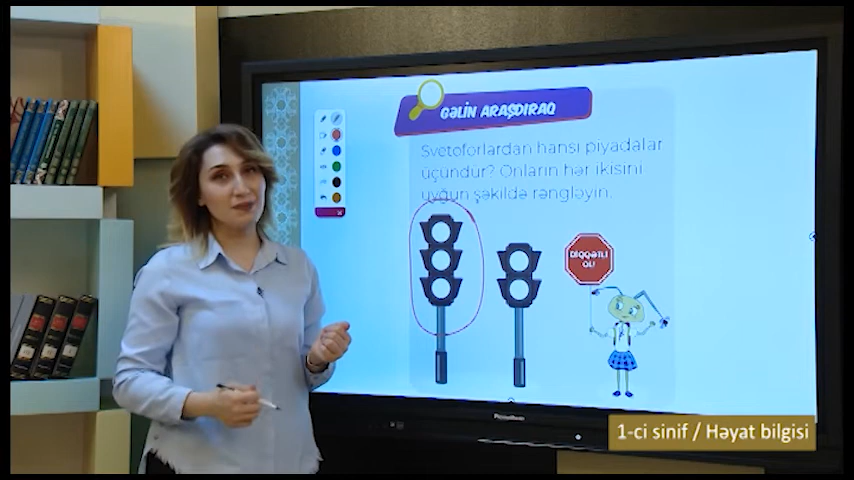 GƏLİN ARAŞDIRAQ
Svetoforlardan hansı piyadalar
üçündür? Onların hər ikisini
uyğun şəkildə rəngləyin.
DİQQƏTLİ
OL!
1-ci sinif / Həyat bilgisi